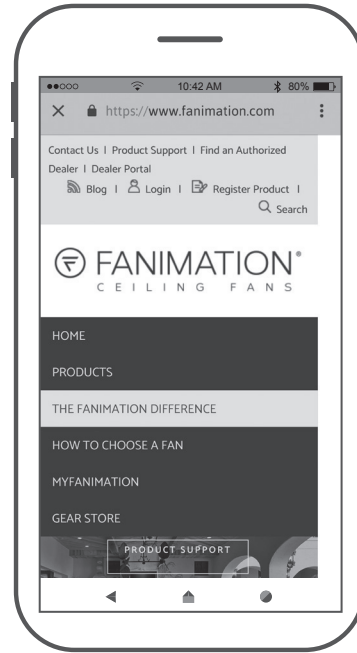 10:42 AM 80%
https://www.fanimation.com
Contact Us | Product Support | Find an Authorized
Dealer | Dealer Portal
Blog | Login | Register Product |
Search
FANIMATION®
CEILING FANS
HOME
PRODUCTS
THE FANIMATION DIFFERENCE
HOW TO CHOOSE A FAN
MYFANIMATION
GEAR STORE
PRODUCT SUPPORT